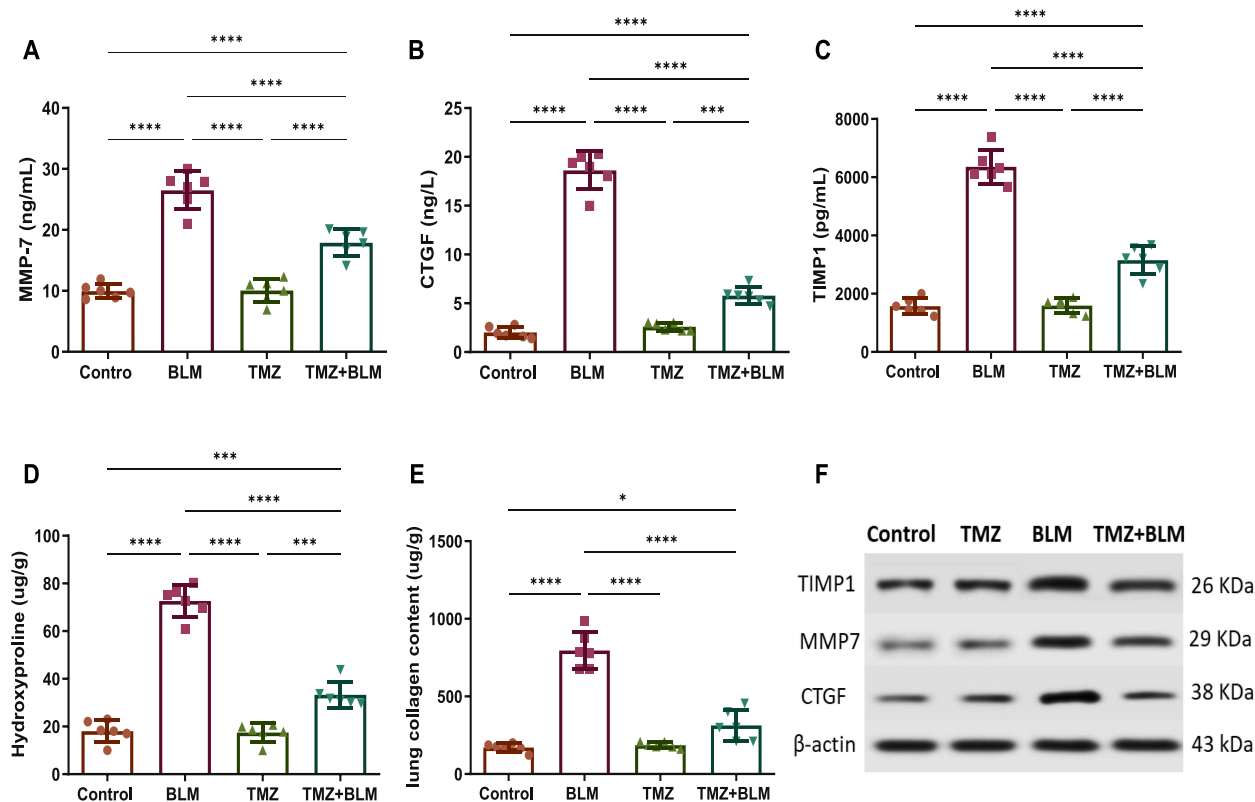 A
****
****
**** **** ****
MMP-7 (ng/mL)
40
30
20
10
0
Contro BLM TMZ TMZ+BLM
B
****
****
**** **** ***
CTGF (ng/L)
25
20
15
10
5
0
Control BLM TMZ TMZ+BLM
C
****
****
**** **** ****
TIMP1 (pg/mL)
8000
6000
4000
2000
0
Control BLM TMZ TMZ+BLM
D
***
****
**** **** ***
Hydroxyproline (ug/g)
100
80
60
40
20
0
Control BLM TMZ TMZ+BLM
E
*
****
**** ****
lung collagen content (ug/g)
1500
1000
500
0
Control BLM TMZ TMZ+BLM
F
Control TMZ BLM TMZ+BLM
TIMP1 26 KDa
MMP7 29 KDa
CTGF 38 KDa
β-actin 43 kDa